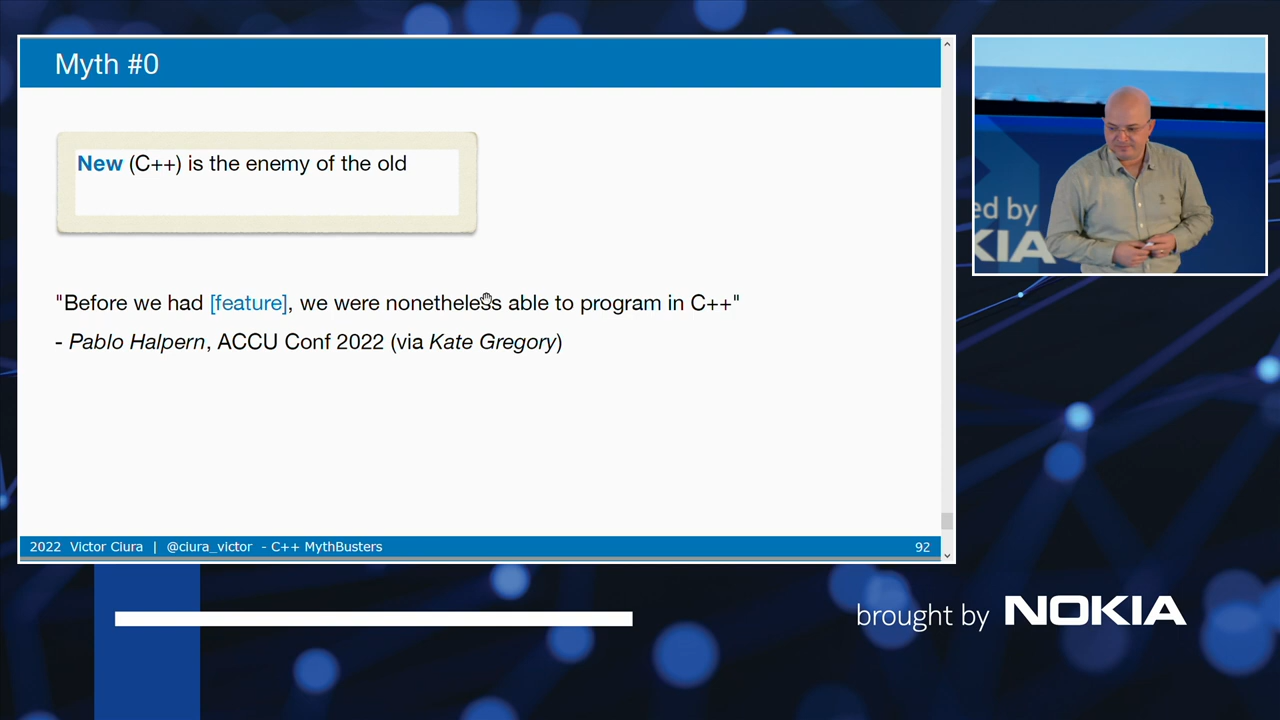 Myth #0
New (C++) is the enemy of the old
"Before we had [feature], we were nonetheless able to program in C++"
- Pablo Halpern, ACCU Conf 2022 (via Kate Gregory)
2022 Victor Ciura | @ciura_victor - C++ MythBusters
92
ed by
KIA
brought by NOKIA